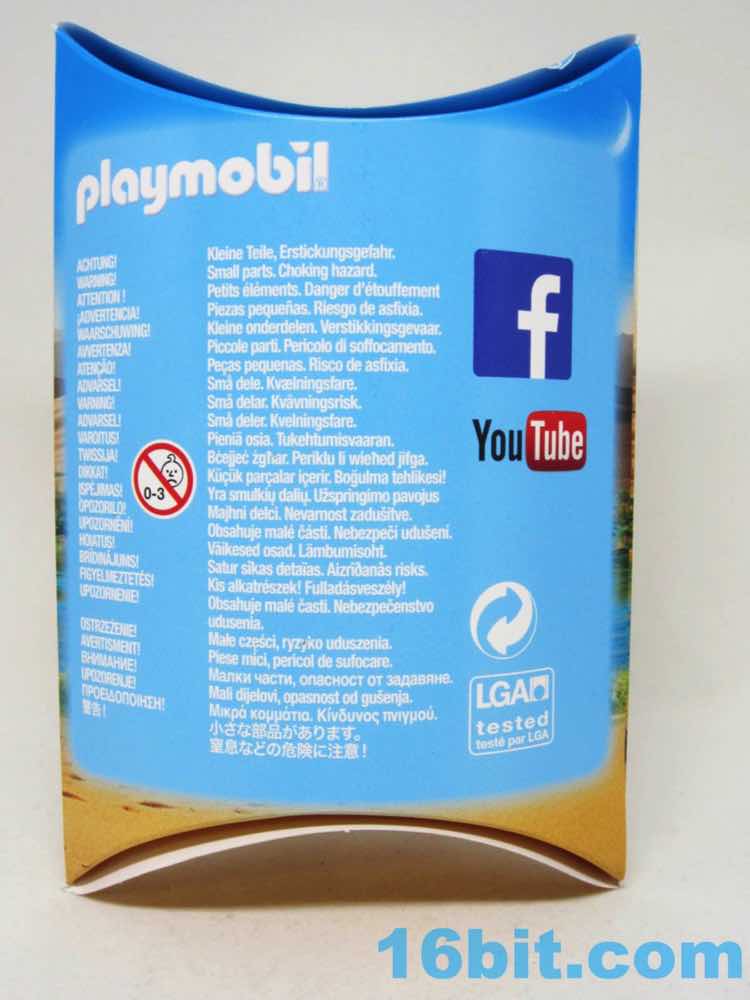 playmobil
ACHTUNG!
WARNING!
ATTENTION !
¡ADVERTENCIA!
WAARSCHUWING!
AVVERTENZA!
ATENÇÃO!
ADVARSEL!
VARNING!
ADVARSEL!
VAROITUS!
TWISSIJA!
DIKKAT!
ĮSPĖJIMAS!
OPOZORILO!
UPOZORNĚNÍ!
HOIATUS!
BRĪDINĀJUMS!
FIGYELMEZTETÉS!
UPOZORNENIE!
OSTRZEŻENIE!
AVERTISMENT!
ВНИМАНИЕ!
UPOZORENJE!
ΠΡΟΕΙΔΟΠΟΙΗΣΗ!
警告！
0-3
Kleine Teile, Erstickungsgefahr.
Small parts. Choking hazard.
Petits éléments. Danger d'étouffement
Piezas pequeñas. Riesgo de asfixia.
Kleine onderdelen. Verstikkingsgevaar.
Piccole parti. Pericolo di soffocamento.
Peças pequenas. Risco de asfixia.
Små dele. Kvælningsfare.
Små delar. Kvävningsrisk.
Små deler. Kvelningsfare.
Pieniä osia. Tukehtumisvaaran.
Bċejjeċ żgħar. Periklu li wieħed jifga.
Küçük parçalar içerir. Boğulma tehlikesi!
Yra smulkių dalių. Užspringimo pavojus
Majhni delci. Nevarnost zadušitve.
Obsahuje malé části. Nebezpečí udušení.
Väikesed osad. Lämbumisoht.
Satur sīkas detaļas. Aizrīšanās risks.
Kis alkatrészek! Fulladásveszély!
Obsahuje malé časti. Nebezpečenstvo
udusenia.
Małe części, ryzyko uduszenia.
Piese mici, pericol de sufocare.
Малки части, опасност от задавяне.
Mali dijelovi, opasnost od gušenja.
Μικρά κομμάτια. Κίνδυνος πνιγμού.
小さな部品があります。
窒息などの危険に注意！
f
YouTube
LGA
tested
testé par LGA
16bit.com